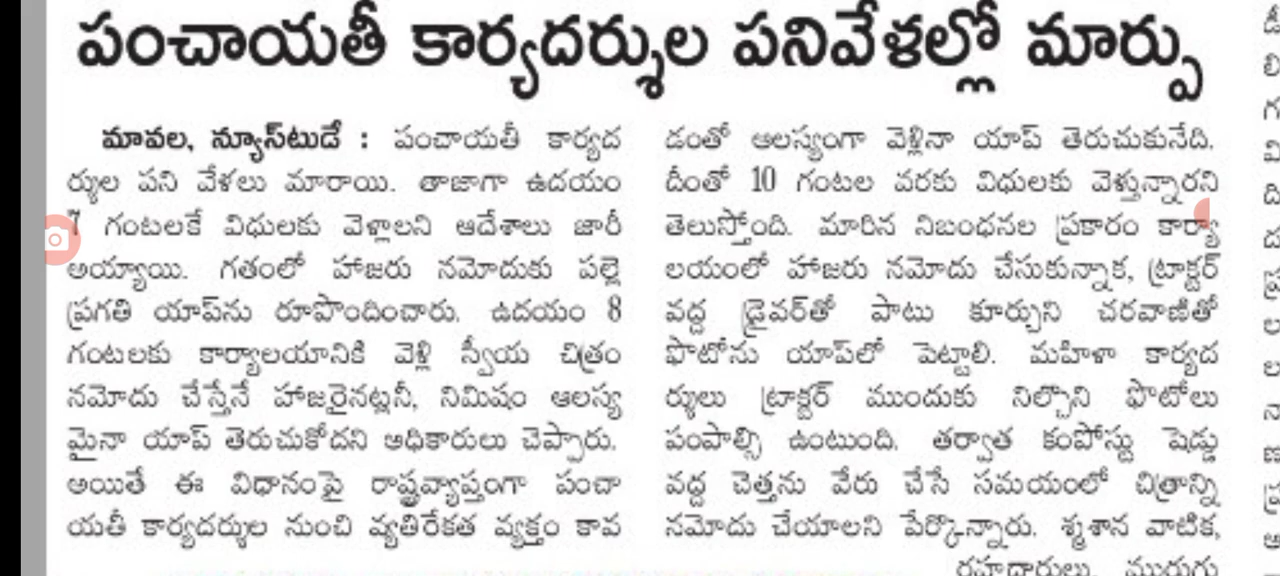 పంచాయతీ కార్యదర్శుల పనివేళల్లో మార్పు
మావల, న్యూస్‌టుడే : పంచాయతీ కార్యద
ర్శుల పని వేళలు మారాయి. తాజాగా ఉదయం
7 గంటలకే విధులకు వెళ్లాలని ఆదేశాలు జారీ
అయ్యాయి. గతంలో హాజరు నమోదుకు పల్లె
ప్రగతి యాప్‌ను రూపొందించారు. ఉదయం 8
గంటలకు కార్యాలయానికి వెళ్లి స్వీయ చిత్రం
నమోదు చేస్తేనే హాజరైనట్లనీ, నిమిషం ఆలస్య
మైనా యాప్ తెరుచుకోదని అధికారులు చెప్పారు.
అయితే ఈ విధానంపై రాష్ట్రవ్యాప్తంగా పంచా
యతీ కార్యదర్శుల నుంచి వ్యతిరేకత వ్యక్తం కావ
డంతో ఆలస్యంగా వెళ్లినా యాప్ తెరుచుకునేది.
దీంతో 10 గంటల వరకు విధులకు వెళ్తున్నారని
తెలుస్తోంది. మారిన నిబంధనల ప్రకారం కార్యా
లయంలో హాజరు నమోదు చేసుకున్నాక, ట్రాక్టర్
వద్ద డ్రైవర్‌తో పాటు కూర్చుని చరవాణితో
ఫొటోను యాప్‌లో పెట్టాలి. మహిళా కార్యద
ర్శులు ట్రాక్టర్ ముందుకు నిల్చొని ఫొటోలు
పంపాల్సి ఉంటుంది. తర్వాత కంపోస్టు షెడ్డు
వద్ద చెత్తను వేరు చేసే సమయంలో చిత్రాన్ని
నమోదు చేయాలని పేర్కొన్నారు. శ్మశాన వాటిక,
రహదారులు, మురుగు